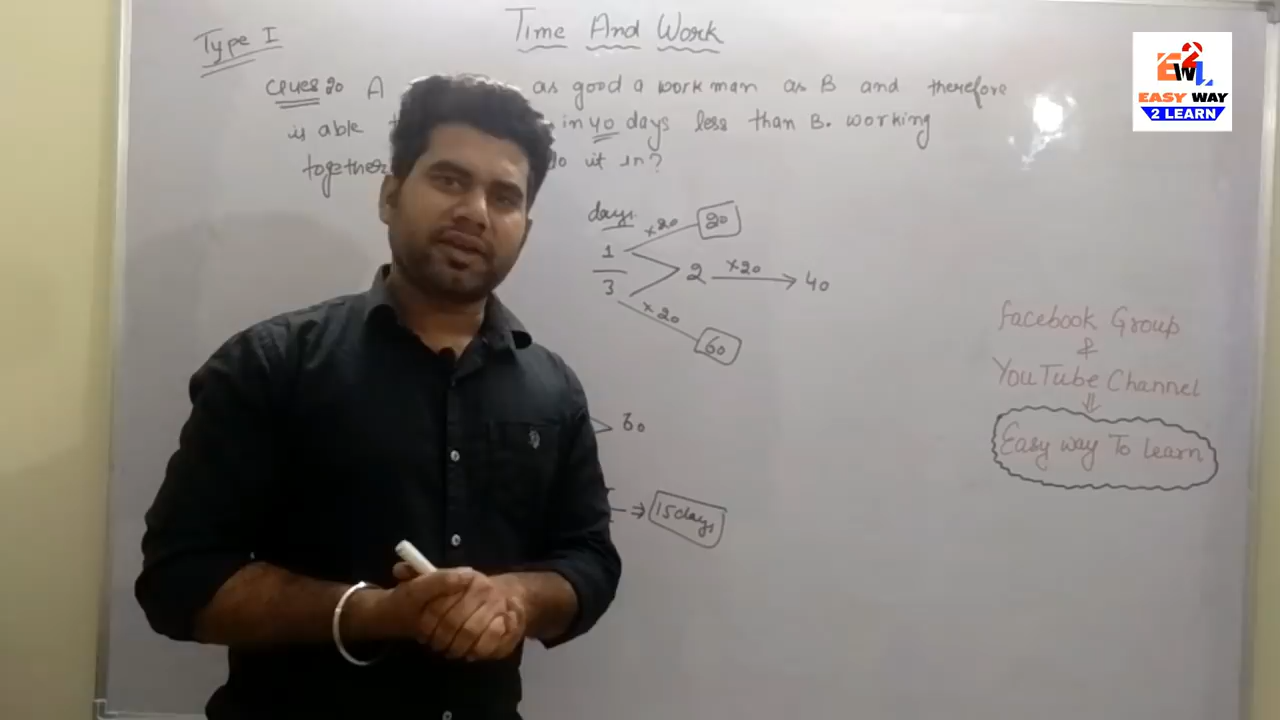 Time And Work
Type I
Ques 20 A as good a workman as B and therefore
is able in 40 days less than B. working
together it in?
days
1
3
2
×20
20
×20
40
×20
60
60
⇒ 15 days
Facebook Group
&
YouTube Channel
⇓
Easy way To learn
EW2L
EASY WAY
2 LEARN